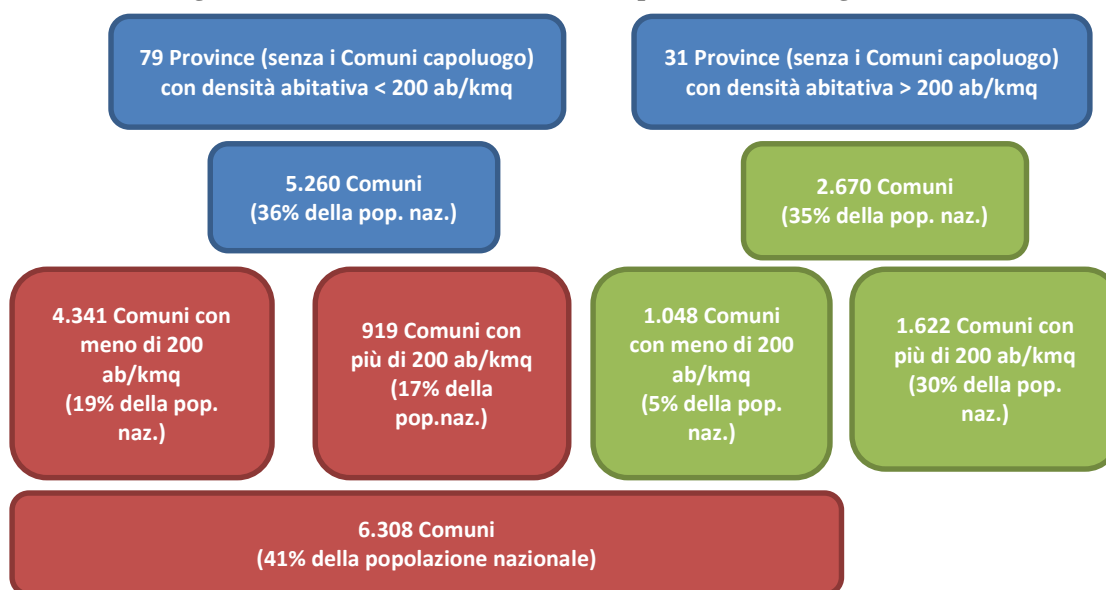 79 Province (senza i Comuni capoluogo)
con densità abitativa < 200 ab/kmq
31 Province (senza i Comuni capoluogo)
con densità abitativa > 200 ab/kmq
5.260 Comuni
(36% della pop. naz.)
2.670 Comuni
(35% della pop. naz.)
4.341 Comuni con
meno di 200
ab/kmq
(19% della pop.
naz.)
919 Comuni con
più di 200 ab/kmq
(17% della
pop.naz.)
1.048 Comuni
con meno di 200
ab/kmq
(5% della pop.
naz.)
1.622 Comuni con
più di 200 ab/kmq
(30% della pop.
naz.)
6.308 Comuni
(41% della popolazione nazionale)